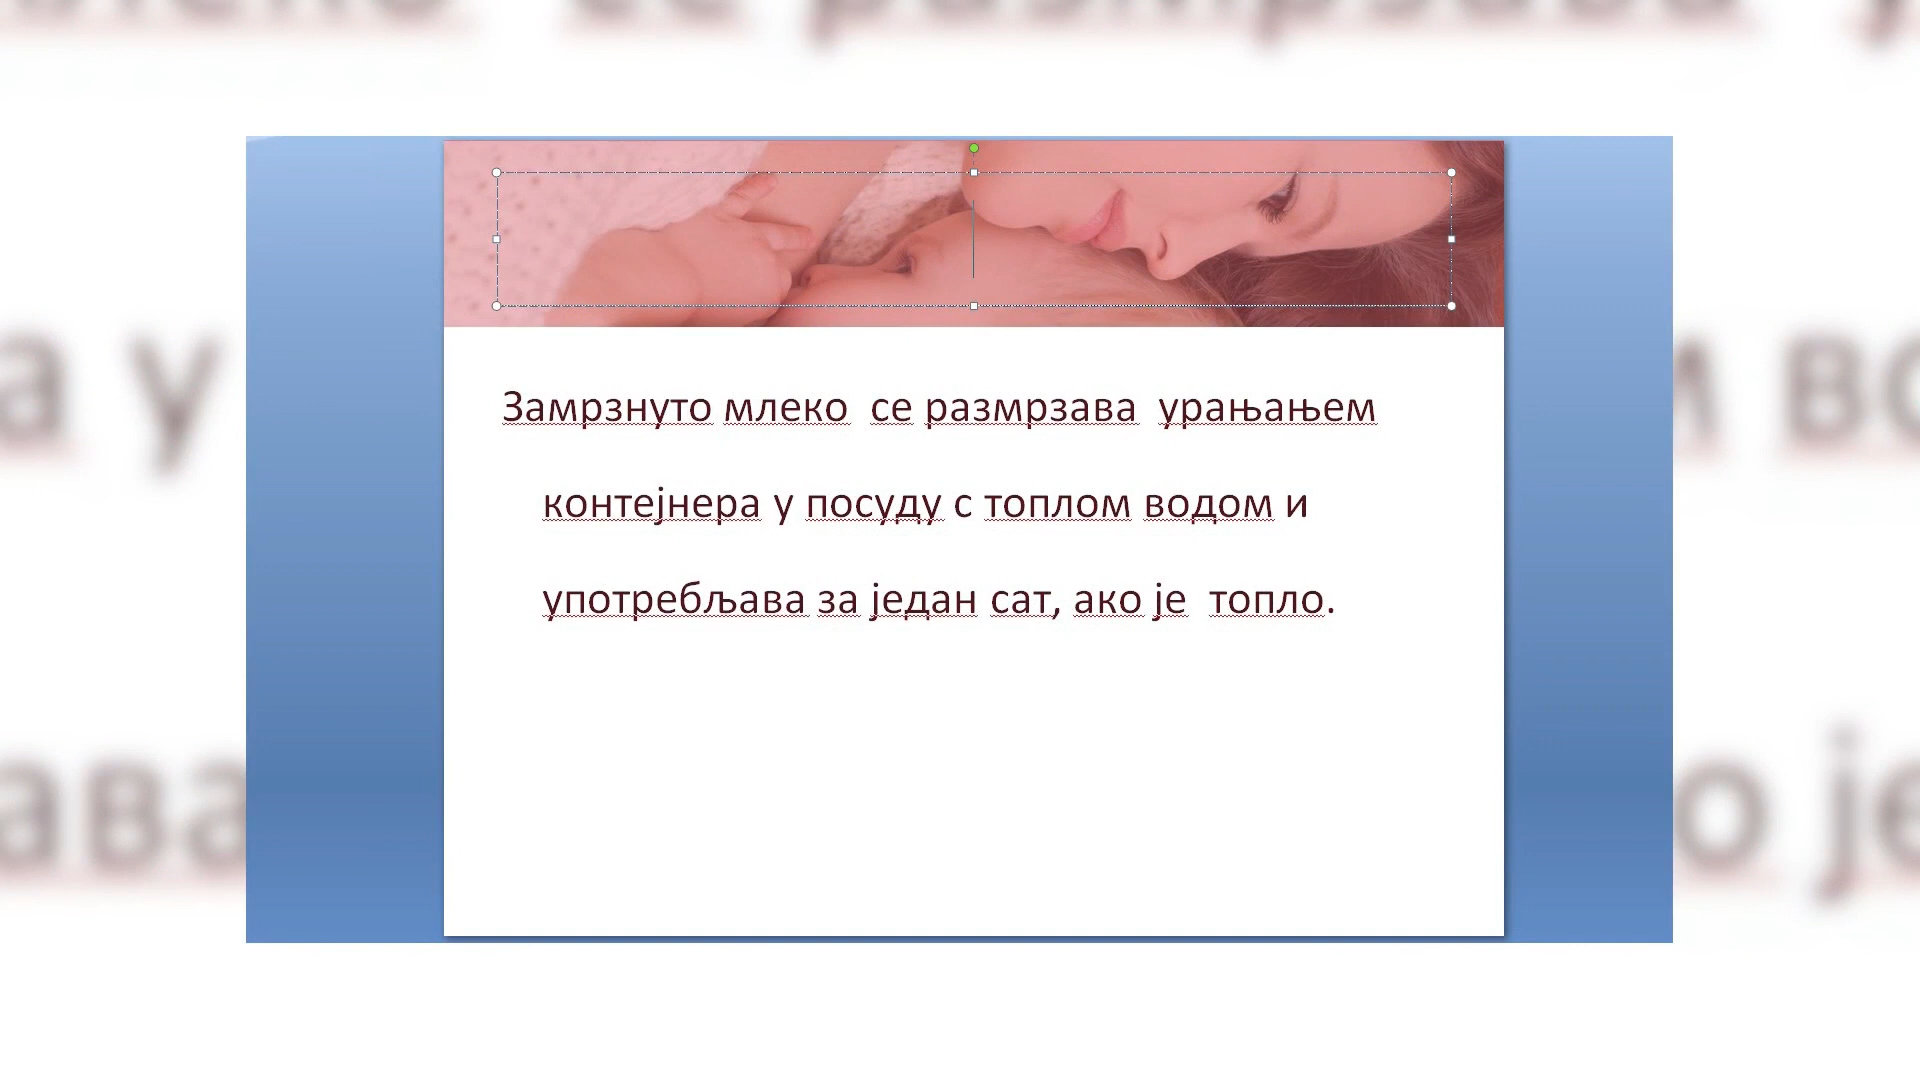 Замрзнуто млеко се размрзава урањањем
контејнера у посуду с топлом водом и
употребљава за један сат, ако је топло.